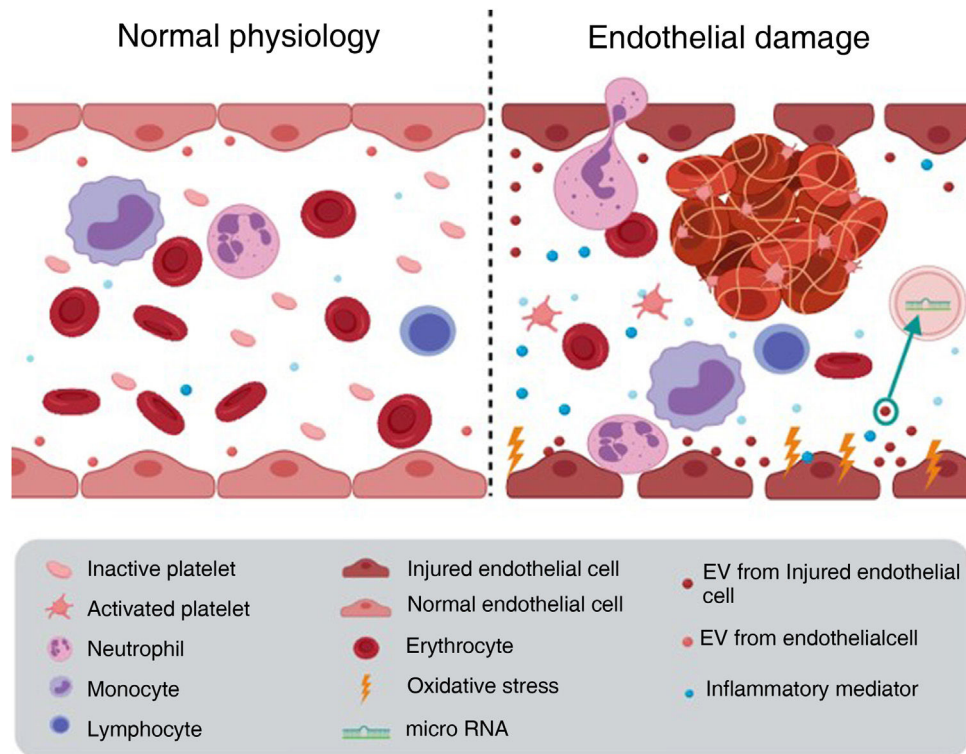 Normal physiology
Endothelial damage
Inactive platelet
Activated platelet
Neutrophil
Monocyte
Lymphocyte
Injured endothelial cell
Normal endothelial cell
Erythrocyte
Oxidative stress
micro RNA
EV from Injured endothelial
cell
EV from endothelialcell
Inflammatory mediator